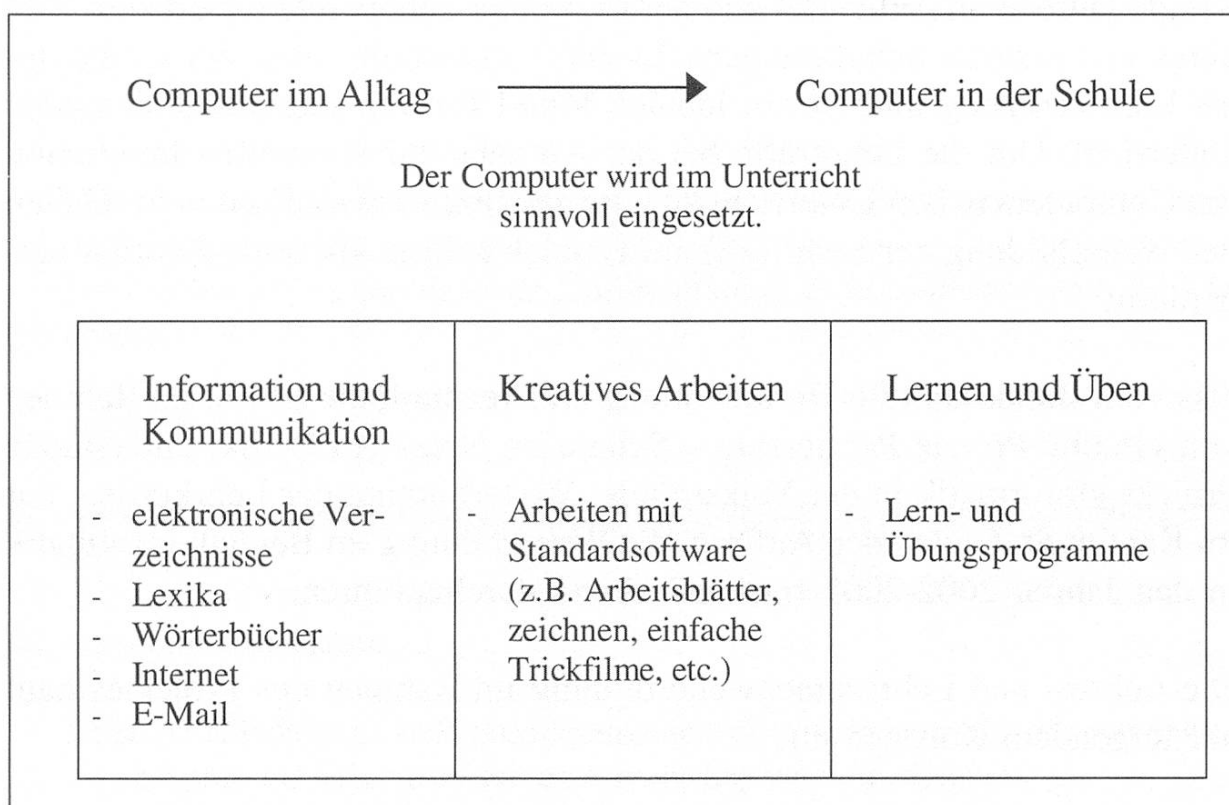 Computer im Alltag Computer in der Schule
Der Computer wird im Unterricht
sinnvoll eingesetzt.
Information und
Kommunikation
- elektronische Ver-
zeichnisse
- Lexika
- Wörterbücher
- Internet
- E-Mail
Kreatives Arbeiten
- Arbeiten mit
Standardsoftware
(z.B. Arbeitsblätter,
zeichnen, einfache
Trickfilme, etc.)
Lernen und Üben
- Lern- und
Übungsprogramme